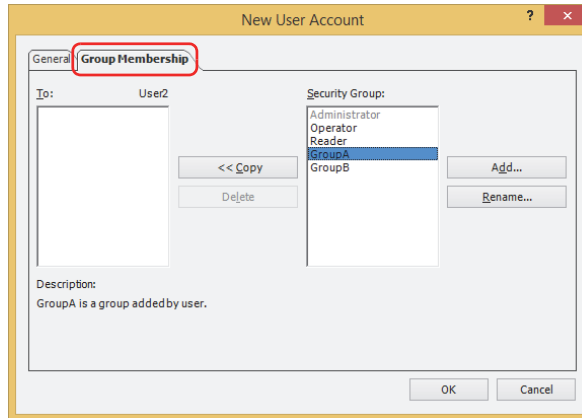 New User Account
? ×
General Group Membership
To: User2 Security Group:
Administrator
Operator
Reader
GroupA
GroupB
<< Copy
Add...
Delete
Rename...
Description:
GroupA is a group added by user.
OK Cancel